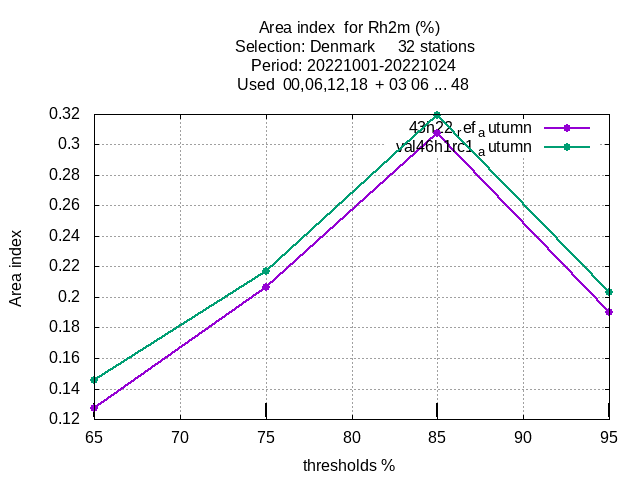 Area index  for Rh2m (%)
Selection: Denmark     32 stations
Period: 20221001-20221024
Used  00,06,12,18  + 03 06 ... 48
43h22_ref_autumn
val46h1rc1_autumn
0.32
0.3
0.28
0.26
0.24
0.22
0.2
0.18
0.16
0.14
0.12
Area index
65 70 75 80 85 90 95
thresholds %